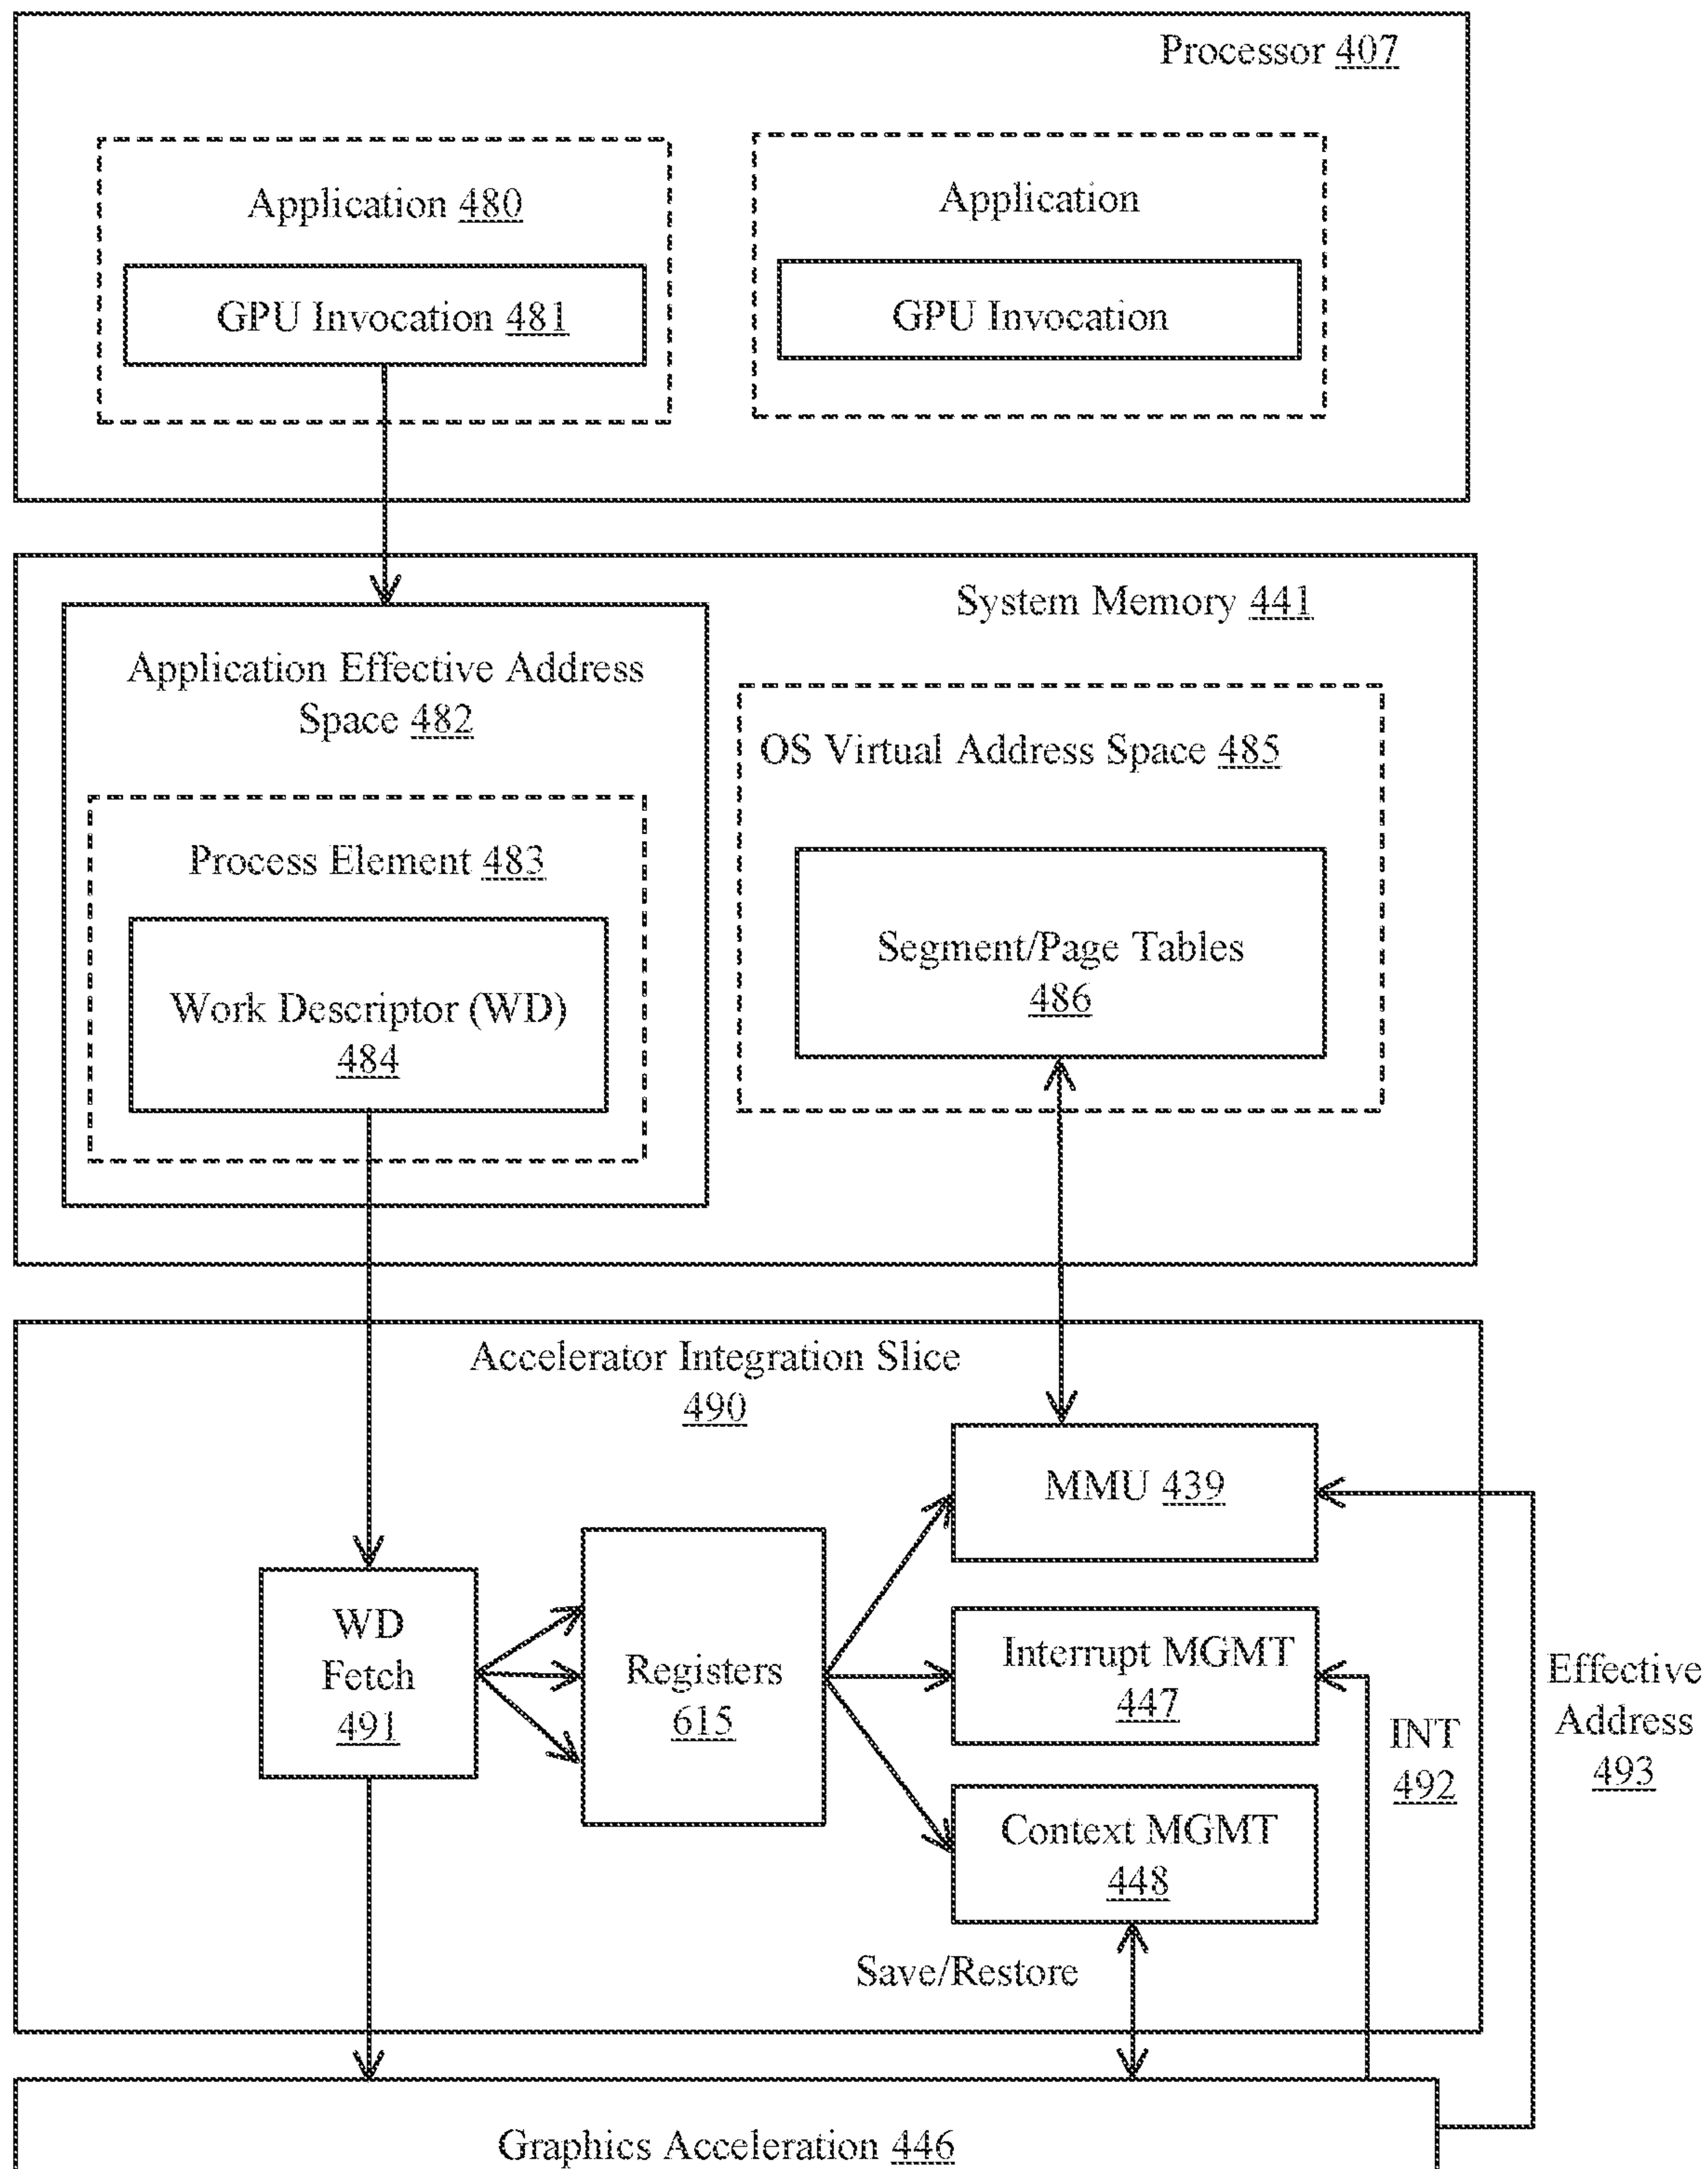 Processor 407
Application 480
GPU Invocation 481
Application
GPU Invocation
System Memory 441
Application Effective Address
Space 482
Process Element 483
Work Descriptor (WD)
484
OS Virtual Address Space 485
Segment/Page Tables
486
Accelerator Integration Slice
490
WD
Fetch
491
Registers
615
MMU 439
Interrupt MGMT
447
Context MGMT
448
Save/Restore
INT
492
Effective
Address
493
Graphics Acceleration 446